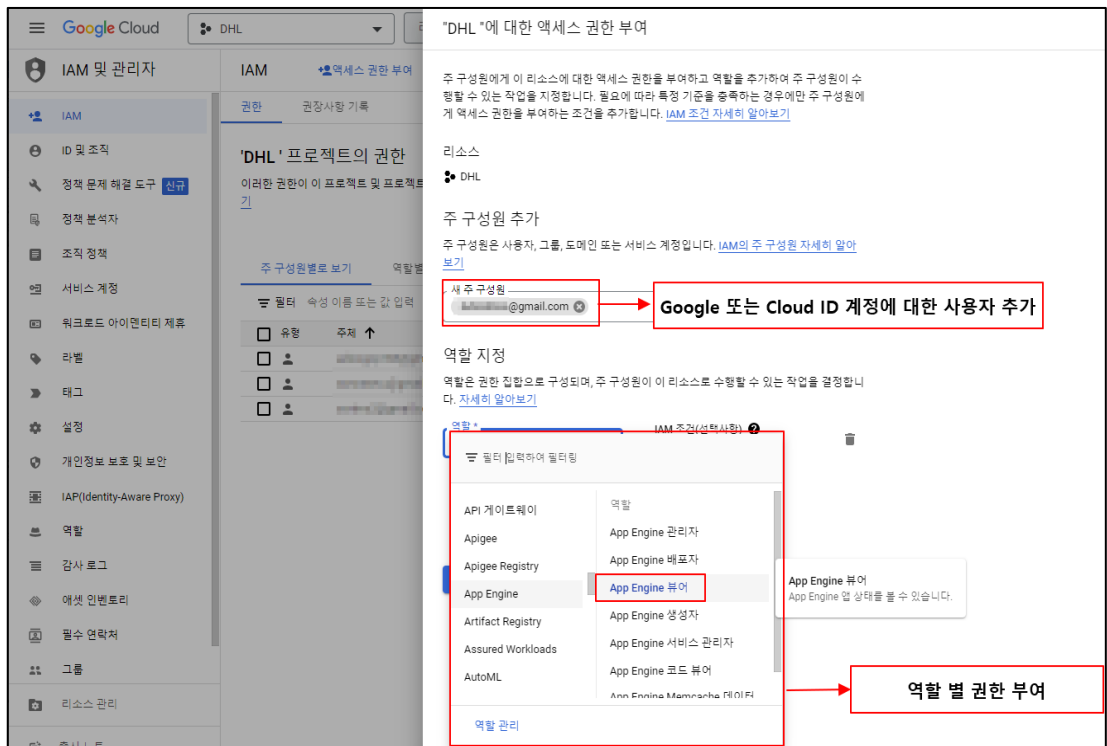 Google Cloud
DHL
IAM 및 관리자
IAM
ID 및 조직
정책 문제 해결 도구 신규
정책 분석자
조직 정책
서비스 계정
워크로드 아이덴티티 제휴
라벨
태그
설정
개인정보 보호 및 보안
IAP(Identity-Aware Proxy)
역할
감사 로그
애셋 인벤토리
필수 연락처
그룹
리소스 관리
IAM
액세스 권한 부여
권한 권장사항 기록
'DHL ' 프로젝트의 권한
이러한 권한이 이 프로젝트 및 프로젝트
기
주 구성원별로 보기 역할별
필터 속성 이름 또는 값 입력
유형 주체
"DHL "에 대한 액세스 권한 부여
주 구성원에게 이 리소스에 대한 액세스 권한을 부여하고 역할을 추가하여 주 구성원이 수
행할 수 있는 작업을 지정합니다. 필요에 따라 특정 기준을 충족하는 경우에만 주 구성원에
게 액세스 권한을 부여하는 조건을 추가합니다. IAM 조건 자세히 알아보기
리소스
DHL
주 구성원 추가
주 구성원은 사용자, 그룹, 도메인 또는 서비스 계정입니다. IAM의 주 구성원 자세히 알아
보기
새 주 구성원
@gmail.com
Google 또는 Cloud ID 계정에 대한 사용자 추가
역할 지정
역할은 권한 집합으로 구성되며, 주 구성원이 이 리소스로 수행할 수 있는 작업을 결정합니
다. 자세히 알아보기
역할 * IAM 조건(선택사항)
필터 입력하여 필터링
API 게이트웨이
Apigee
Apigee Registry
App Engine
Artifact Registry
Assured Workloads
AutoML
역할
App Engine 관리자
App Engine 배포자
App Engine 뷰어
App Engine 생성자
App Engine 서비스 관리자
App Engine 코드 뷰어
App Engine Memcache 데이터
역할 관리
App Engine 뷰어
App Engine 앱 상태를 볼 수 있습니다.
역할 별 권한 부여